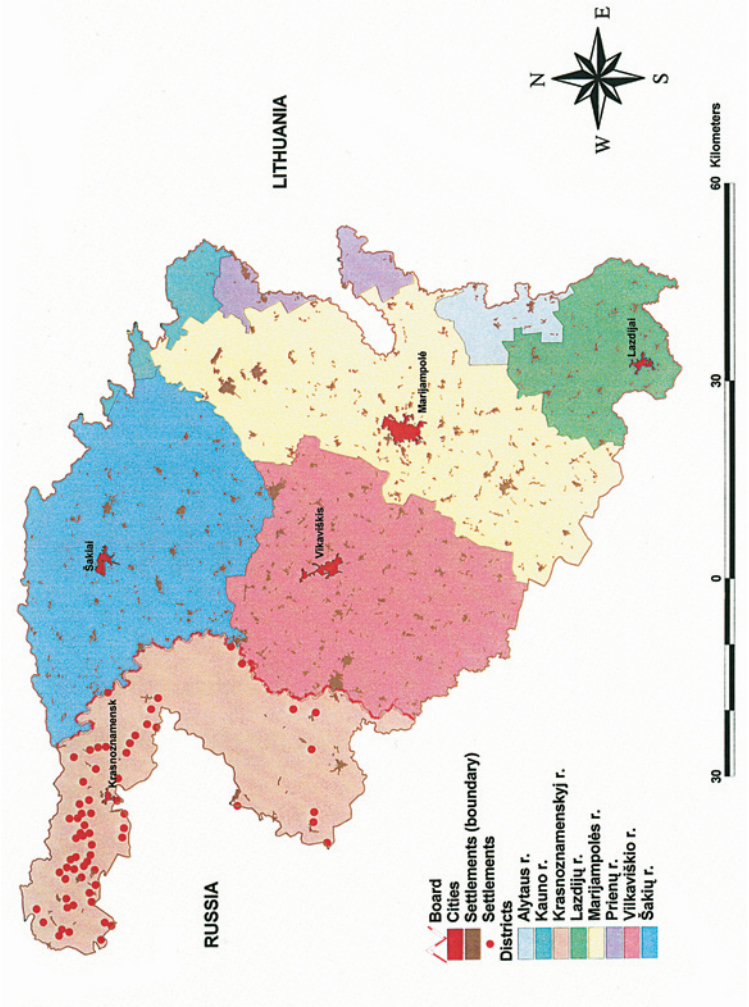 RUSSIA
LITHUANIA
Krasnoznamensk
Šakiai
Vikaviškis
Marijampolė
Lazdijai
N
E
S
W
Board
Cities
Settlements (boundary)
Settlements
Districts
Alytaus r.
Kauno r.
Krasnoznamenskyj r.
Lazdijų r.
Marijampolės r.
Prienų r.
Vilkaviškio r.
Šakių r.
30 0 30 60 Kilometers